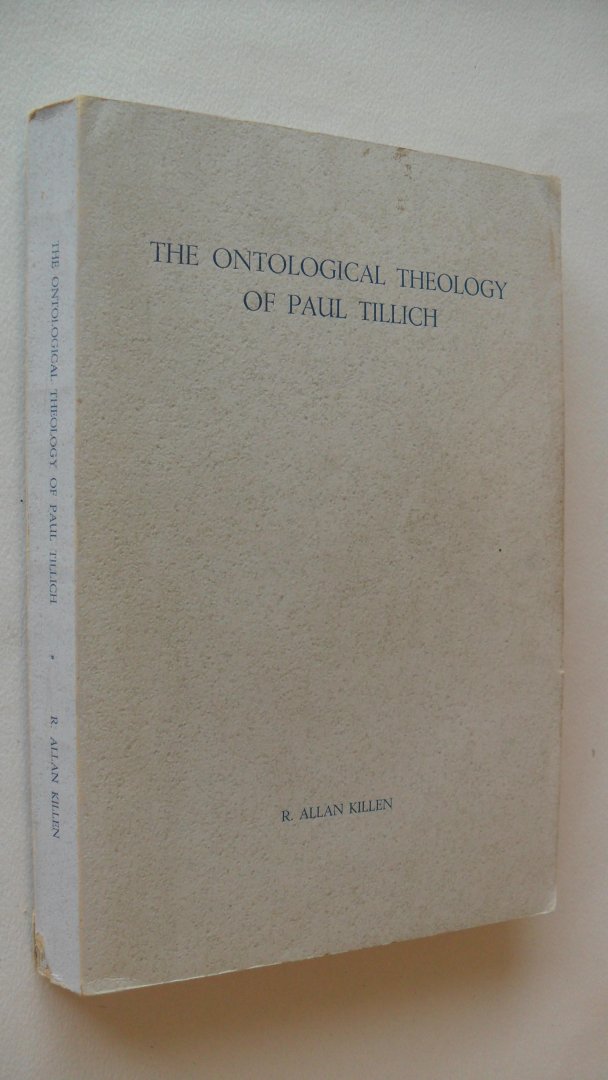 THE ONTOLOGICAL THEOLOGY
OF PAUL TILLICH
R. ALLAN KILLEN
THE ONTOLOGICAL THEOLOGY OF PAUL TILLICH * R. ALLAN KILLEN